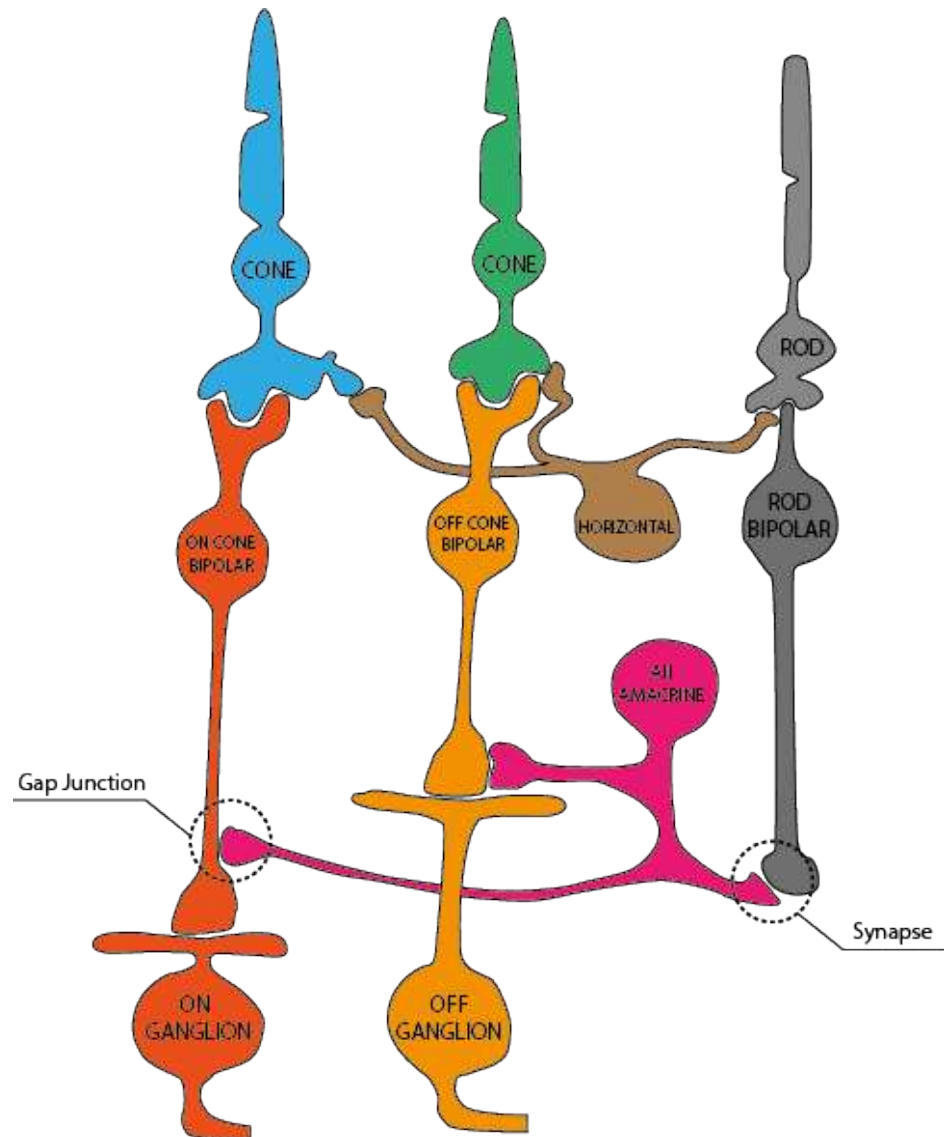 CONE
CONE
ROD
ON CONE
BIPOLAR
OFF CONE
BIPOLAR
HORIZONTAL
ROD
BIPOLAR
AII
AMACRINE
Gap Junction
Synapse
ON
GANGLION
OFF
GANGLION